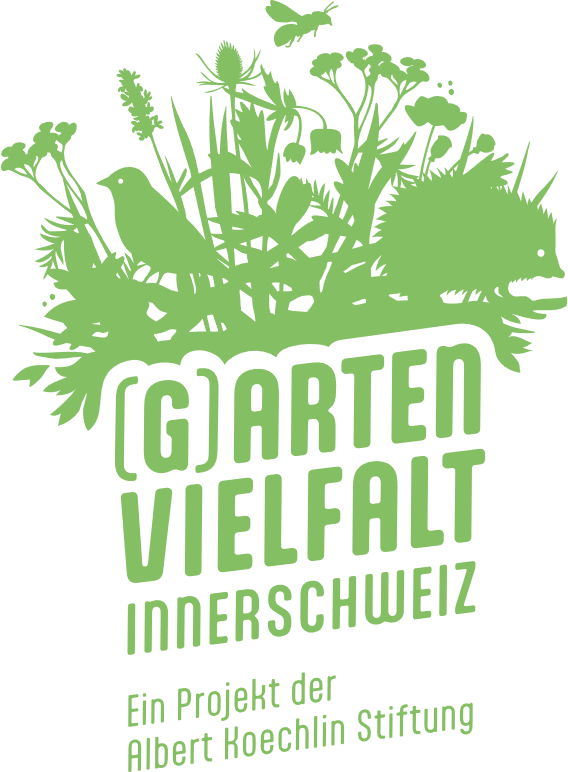 (G)ARTEN
VIELFALT
INNERSCHWEIZ
Ein Projekt der
Albert Koechlin Stiftung